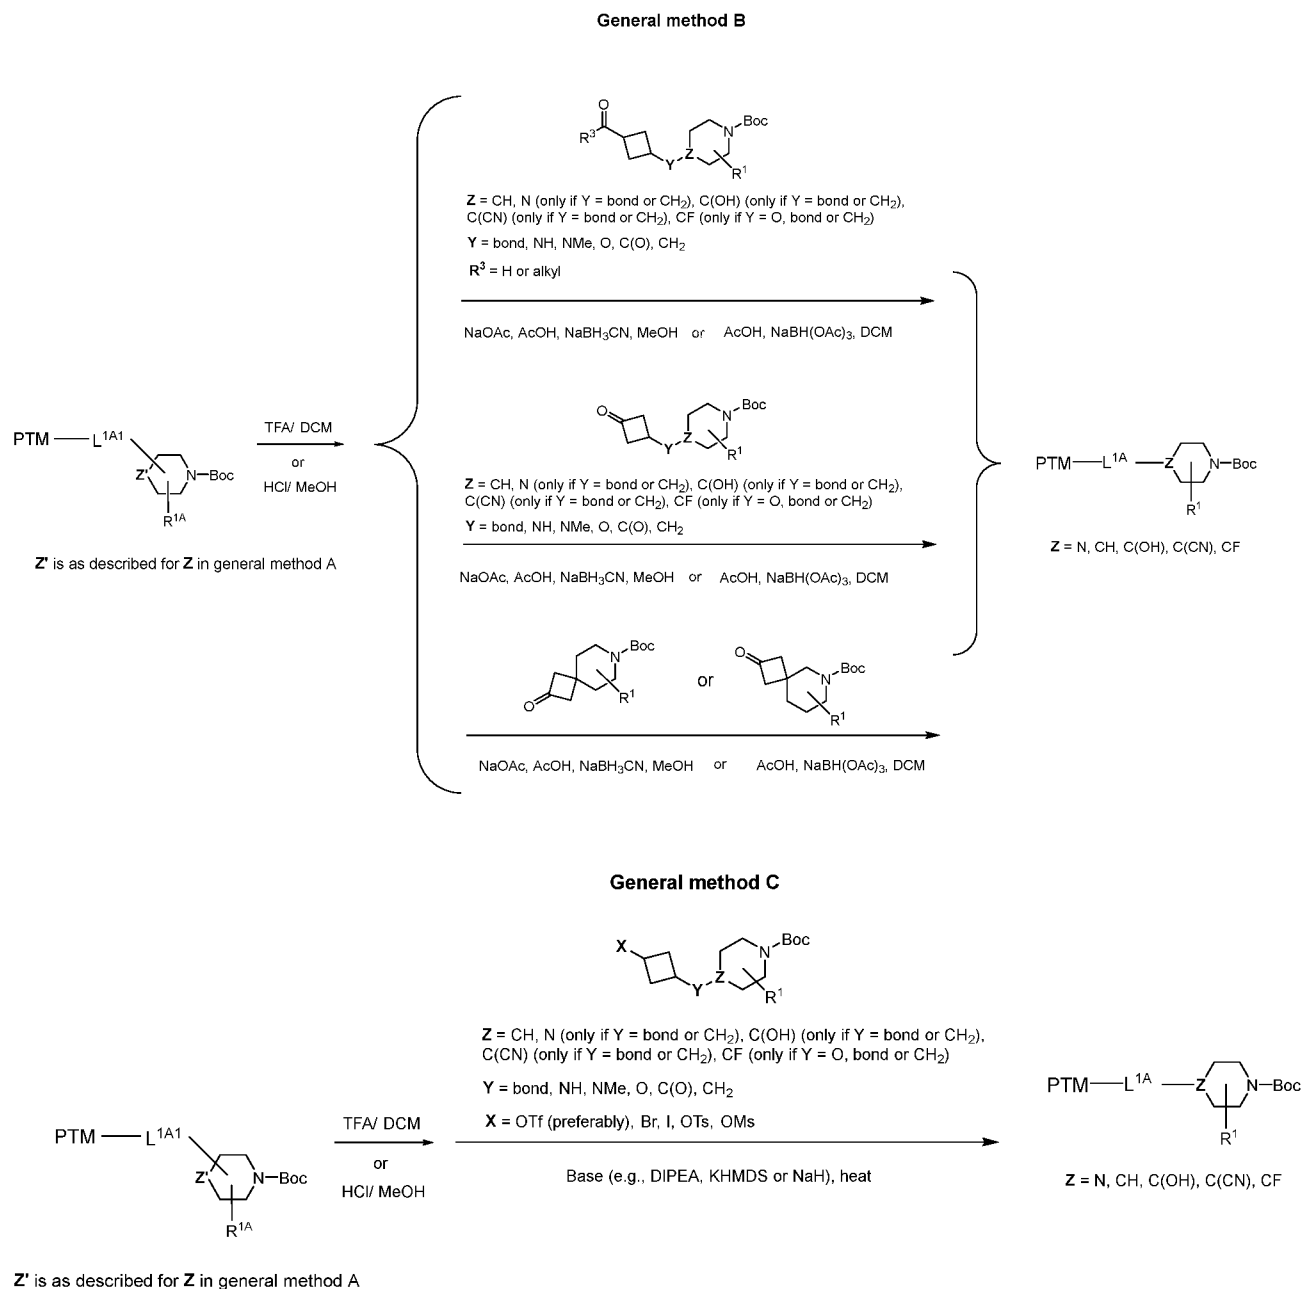 General method B
O
R³
Y
Z
N
Boc
R¹
Z = CH, N (only if Y = bond or CH₂), C(OH) (only if Y = bond or CH₂),
C(CN) (only if Y = bond or CH₂), CF (only if Y = O, bond or CH₂)
Y = bond, NH, NMe, O, C(O), CH₂
R³ = H or alkyl
NaOAc, AcOH, NaBH₃CN, MeOH or AcOH, NaBH(OAc)₃, DCM
O
Y
Z
N
Boc
R¹
Z = CH, N (only if Y = bond or CH₂), C(OH) (only if Y = bond or CH₂),
C(CN) (only if Y = bond or CH₂), CF (only if Y = O, bond or CH₂)
Y = bond, NH, NMe, O, C(O), CH₂
NaOAc, AcOH, NaBH₃CN, MeOH or AcOH, NaBH(OAc)₃, DCM
PTM
L¹ᴬ¹
Z'
N
Boc
R¹ᴬ
TFA/ DCM
or
HCl/ MeOH
Z' is as described for Z in general method A
O
N
Boc
R¹
or
O
N
Boc
R¹
NaOAc, AcOH, NaBH₃CN, MeOH or AcOH, NaBH(OAc)₃, DCM
PTM
L¹ᴬ
Z
N
Boc
R¹
Z = N, CH, C(OH), C(CN), CF
General method C
X
Y
Z
N
Boc
R¹
Z = CH, N (only if Y = bond or CH₂), C(OH) (only if Y = bond or CH₂),
C(CN) (only if Y = bond or CH₂), CF (only if Y = O, bond or CH₂)
Y = bond, NH, NMe, O, C(O), CH₂
X = OTf (preferably), Br, I, OTs, OMs
Base (e.g., DIPEA, KHMDS or NaH), heat
PTM
L¹ᴬ¹
Z'
N
Boc
R¹ᴬ
TFA/ DCM
or
HCl/ MeOH
PTM
L¹ᴬ
Z
N
Boc
R¹
Z = N, CH, C(OH), C(CN), CF
Z' is as described for Z in general method A